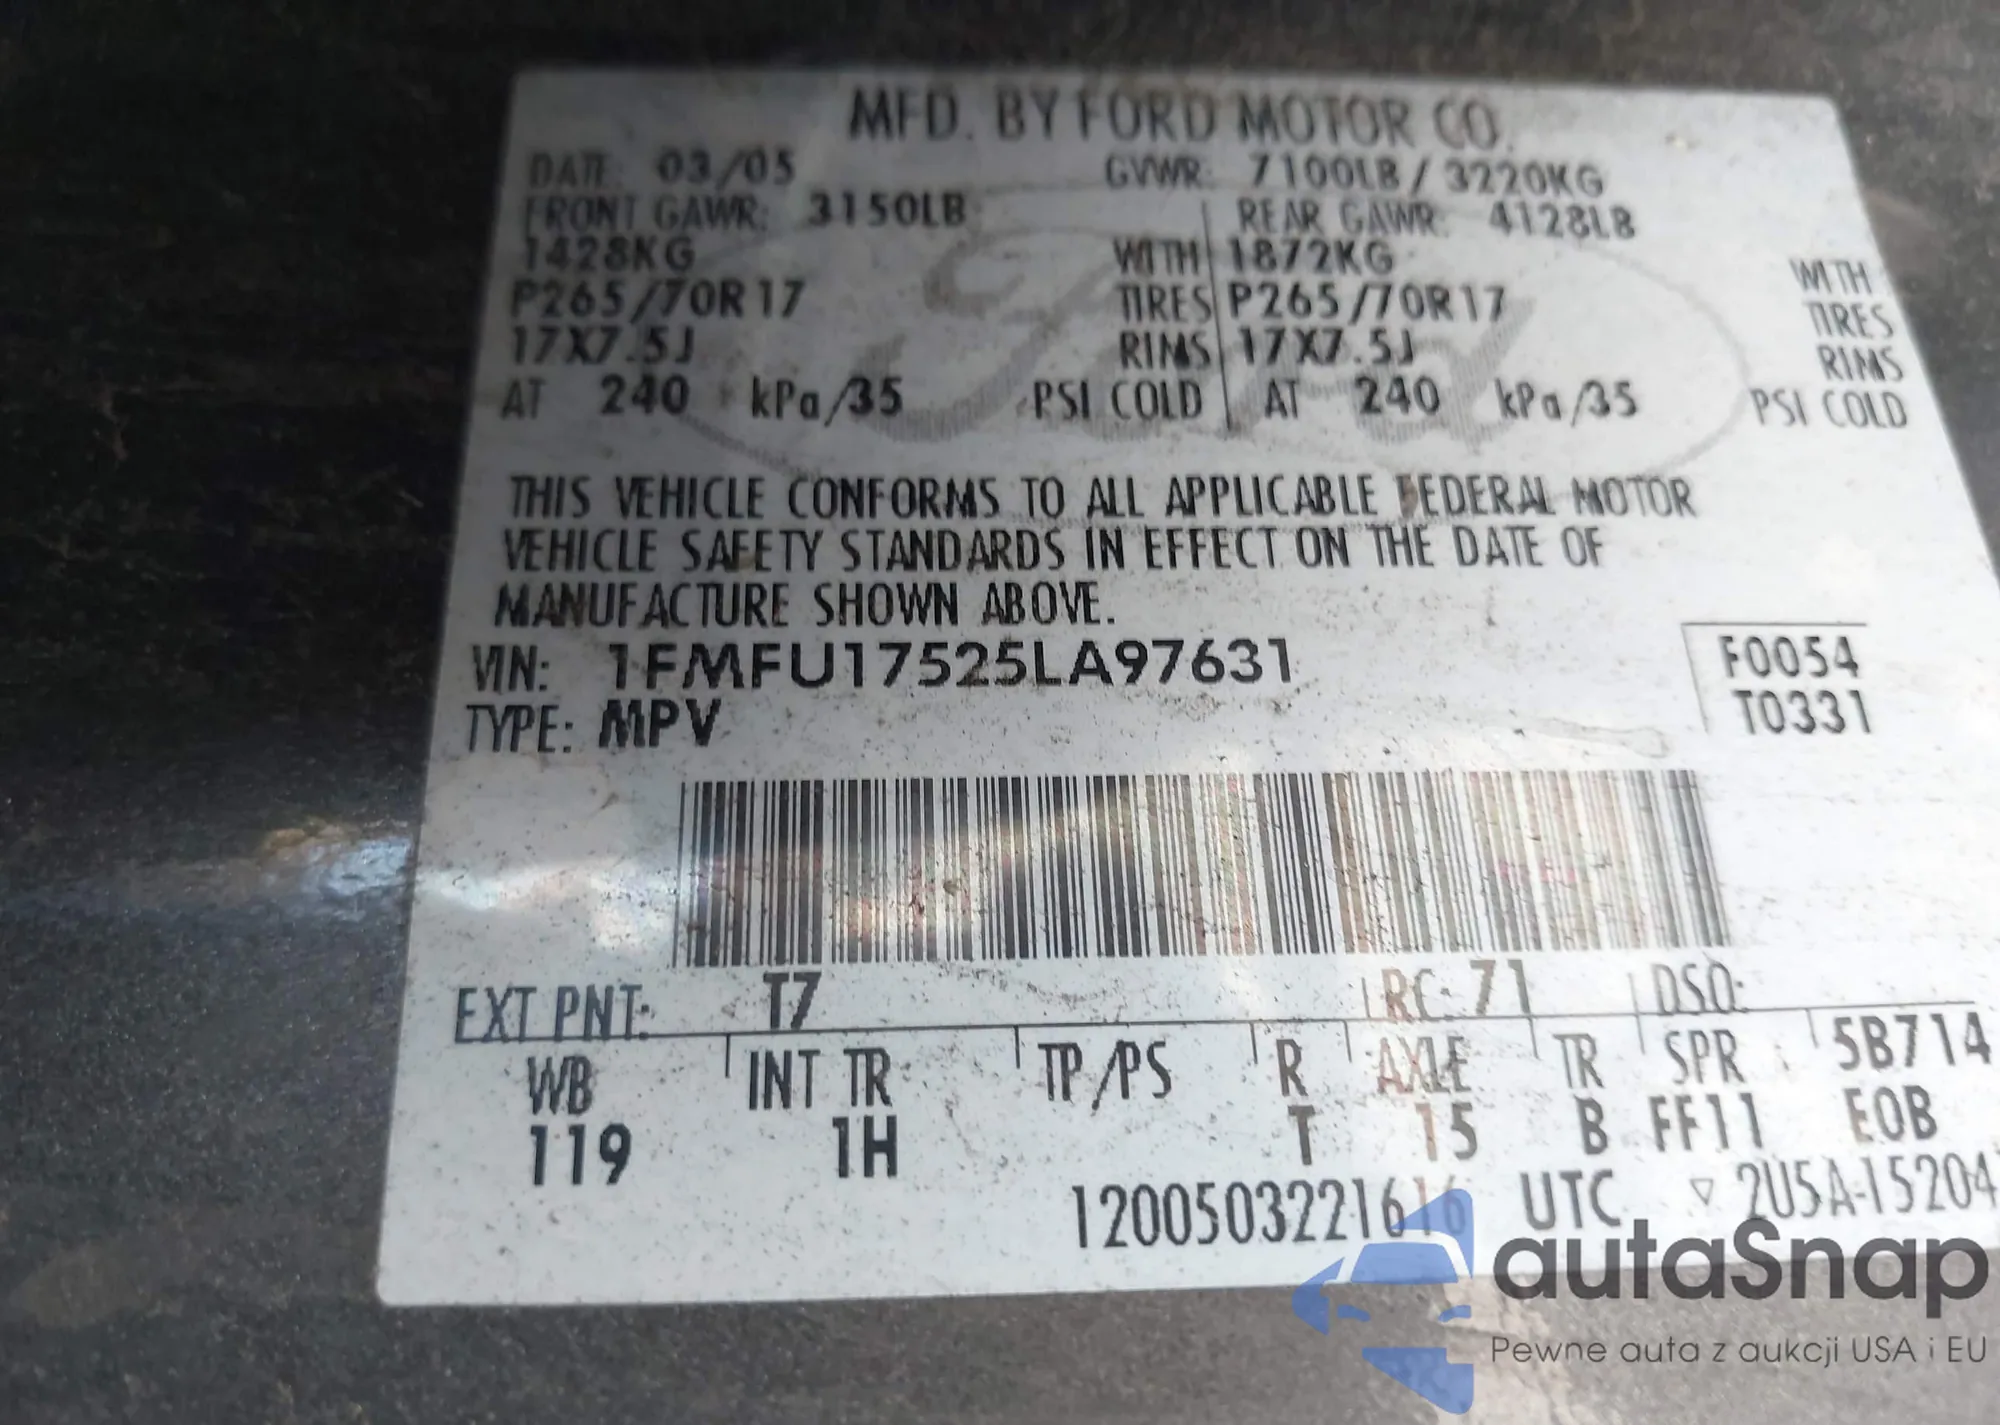 MFD. BY FORD MOTOR CO.
DATE: 03/05 GVWR: 7100LB / 3220KG
FRONT GAWR: 3150LB REAR GAWR: 4128LB
1428KG WITH 1872KG WITH
P265/70R17 TIRES P265/70R17 TIRES
17X7.5J RIMS 17X7.5J RIMS
AT 240 kPa/35 PSI COLD AT 240 kPa/35 PSI COLD
Ford
THIS VEHICLE CONFORMS TO ALL APPLICABLE FEDERAL MOTOR
VEHICLE SAFETY STANDARDS IN EFFECT ON THE DATE OF
MANUFACTURE SHOWN ABOVE.
VIN: 1FMFU17525LA97631 F0054
TYPE: MPV T0331
EXT PNT: T7 RC: 71 DSO:
WB INT TR TP/PS R AXLE TR SPR 5B714
119 1H T 15 B FF11 E0B
12005032216 16 UTC ▽ 2U5A-15204
autaSnap
Pewne auta z aukcji USA i EU